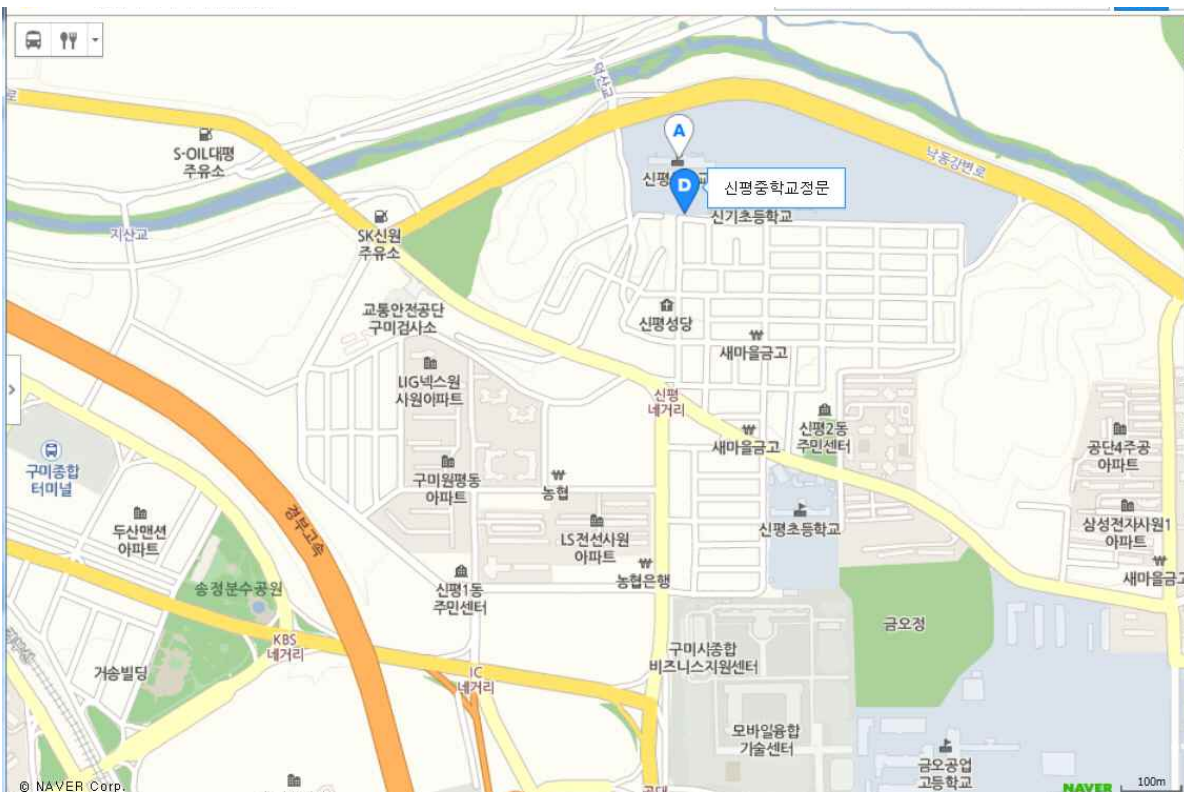 로
덕산교
S-OIL대평
주유소
A
신평
D
신평중학교정문
낙동강변로
신기초등학교
지산교
SK신원
주유소
교통안전공단
구미검사소
신평성당
새마을금고
LIG넥스원
사원아파트
신평
네거리
신평2동
주민센터
새마을금고
공단4주공
아파트
구미종합
터미널
구미원평동
아파트
농협
두산맨션
아파트
경부고속
LS전선사원
아파트
신평초등학교
삼성전자사원1
아파트
농협은행
새마을금고
신평1동
주민센터
송정분수공원
금오정
KBS
네거리
구미시종합
비즈니스지원센터
거송빌딩
IC
네거리
모바일융합
기술센터
금오공업
고등학교
© NAVER Corp.
공대
NAVER
100m